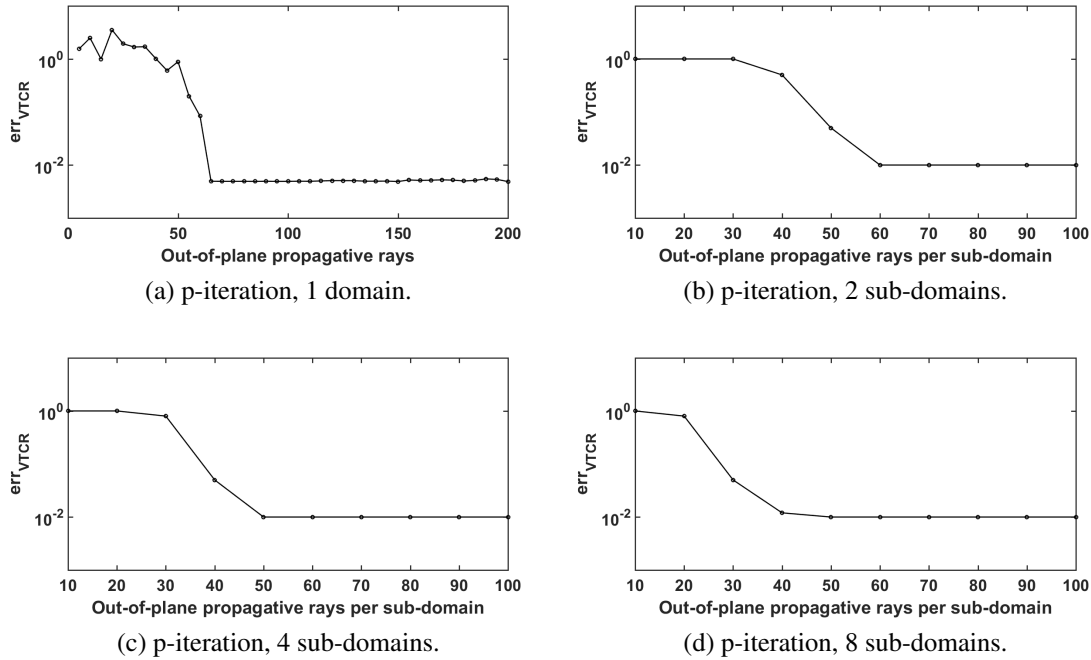 10^0
10^-2
err_VTCR
0 50 100 150 200
Out-of-plane propagative rays
(a) p-iteration, 1 domain.
10^0
10^-2
err_VTCR
10 20 30 40 50 60 70 80 90 100
Out-of-plane propagative rays per sub-domain
(b) p-iteration, 2 sub-domains.
10^0
10^-2
err_VTCR
10 20 30 40 50 60 70 80 90 100
Out-of-plane propagative rays per sub-domain
(c) p-iteration, 4 sub-domains.
10^0
10^-2
err_VTCR
10 20 30 40 50 60 70 80 90 100
Out-of-plane propagative rays per sub-domain
(d) p-iteration, 8 sub-domains.